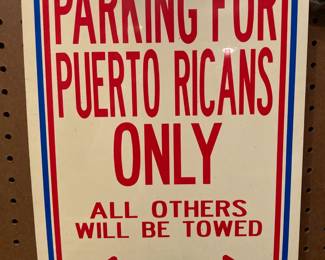 PARKING FOR
PUERTO RICANS
ONLY
ALL OTHERS
WILL BE TOWED